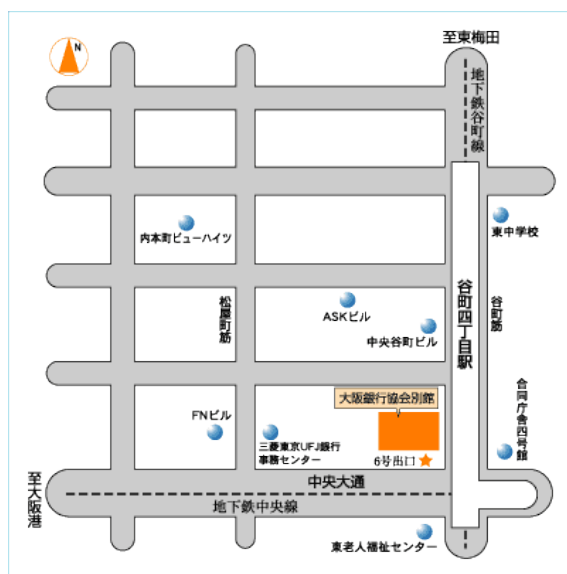 至東梅田
N
地下鉄谷町線
東中学校
内本町ビューハイツ
松屋町筋
ASKビル
中央谷町ビル
谷町四丁目駅
谷町筋
大阪銀行協会別館
合同庁舎四号館
FNビル
三菱東京UFJ銀行
事務センター
6号出口
至大阪港
中央大通
地下鉄中央線
東老人福祉センター